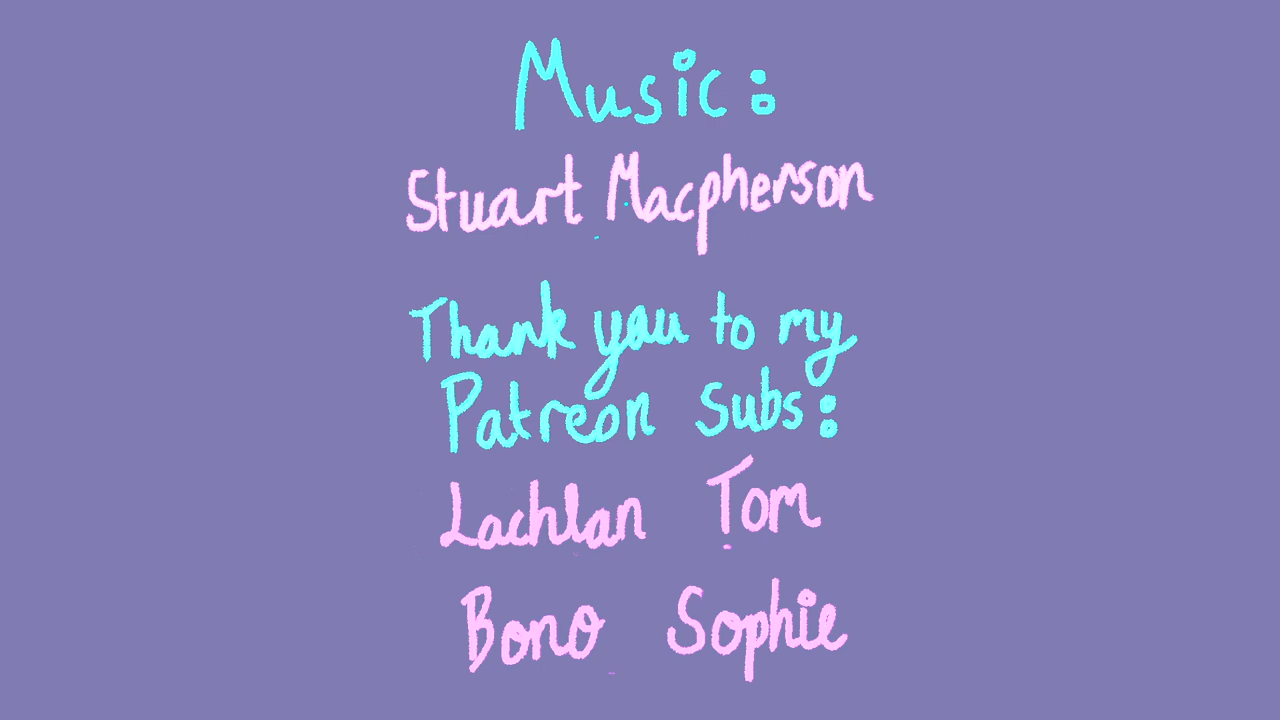 Music:
Stuart Macpherson
Thank you to my
Patreon Subs:
Lachlan Tom
Bono Sophie